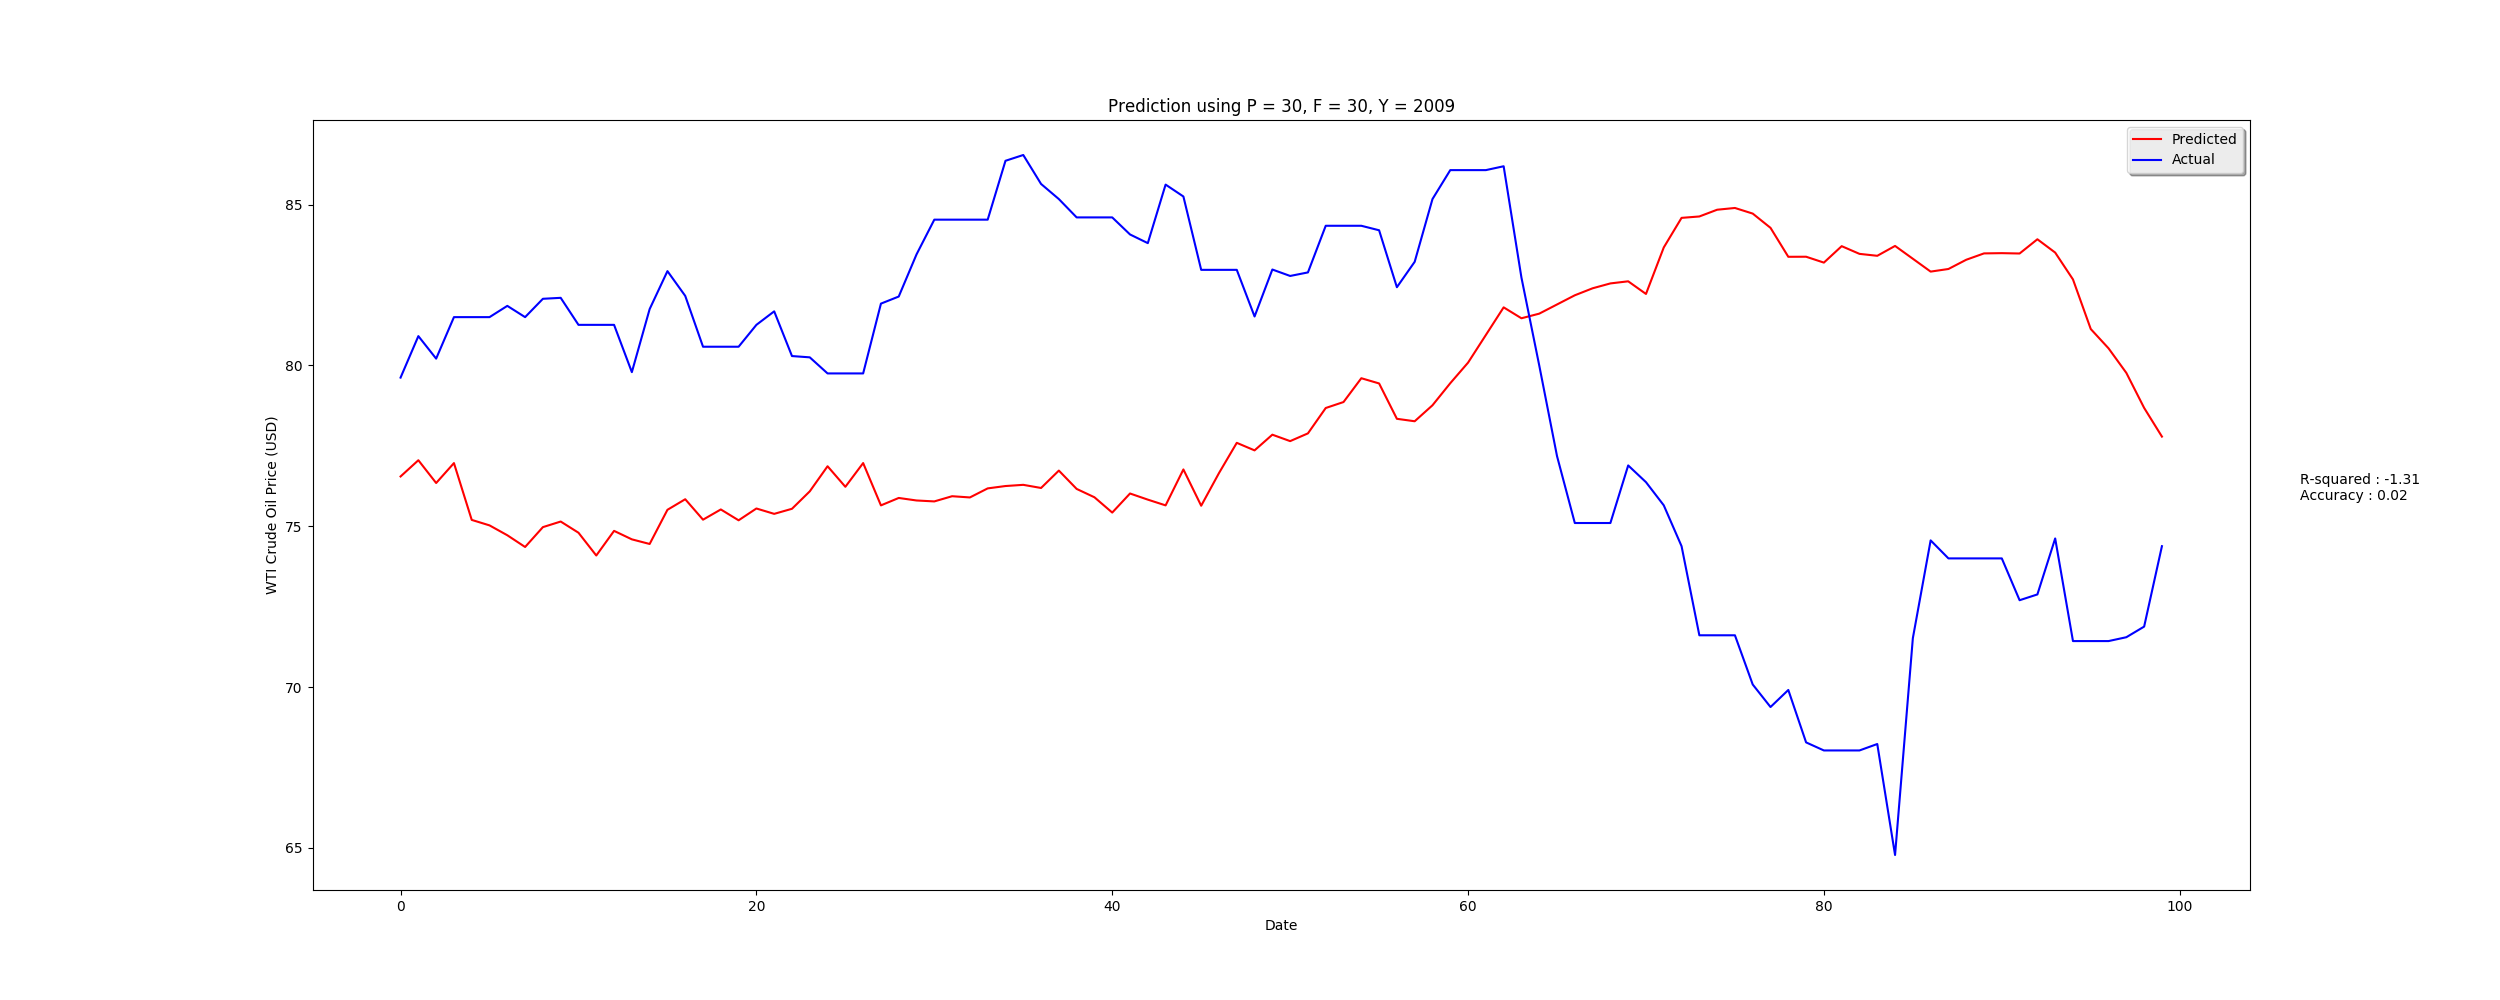 Prediction using P = 30, F = 30, Y = 2009
Predicted
Actual
85
80
75
70
65
WTI Crude Oil Price (USD)
0 20 40 60 80 100
Date
R-squared : -1.31
Accuracy : 0.02